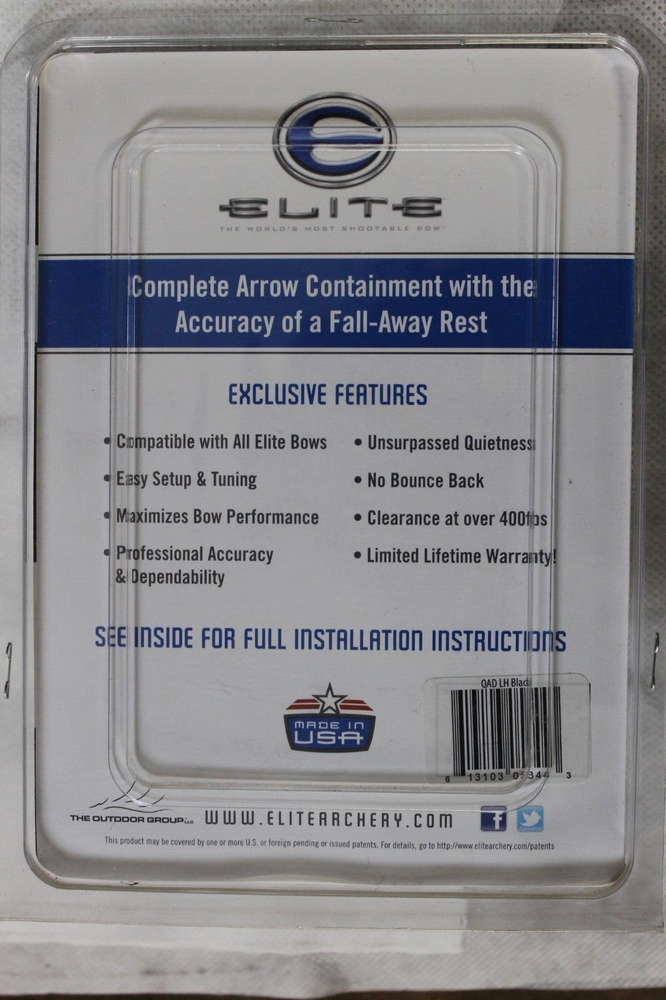 ELITE
THE WORLD'S MOST SHOOTABLE BOW
Complete Arrow Containment with the
Accuracy of a Fall-Away Rest
EXCLUSIVE FEATURES
• Compatible with All Elite Bows
• Easy Setup & Tuning
• Maximizes Bow Performance
• Professional Accuracy
& Dependability
• Unsurpassed Quietness
• No Bounce Back
• Clearance at over 400fps
• Limited Lifetime Warranty!
SEE INSIDE FOR FULL INSTALLATION INSTRUCTIONS
MADE IN
USA
QAD LH Black
6 13103 3
THE OUTDOOR GROUP LLC
WWW.ELITEARCHERY.COM
This product may be covered by one or more U.S. or foreign pending or issued patents. For details, go to http://www.elitearchery.com/patents